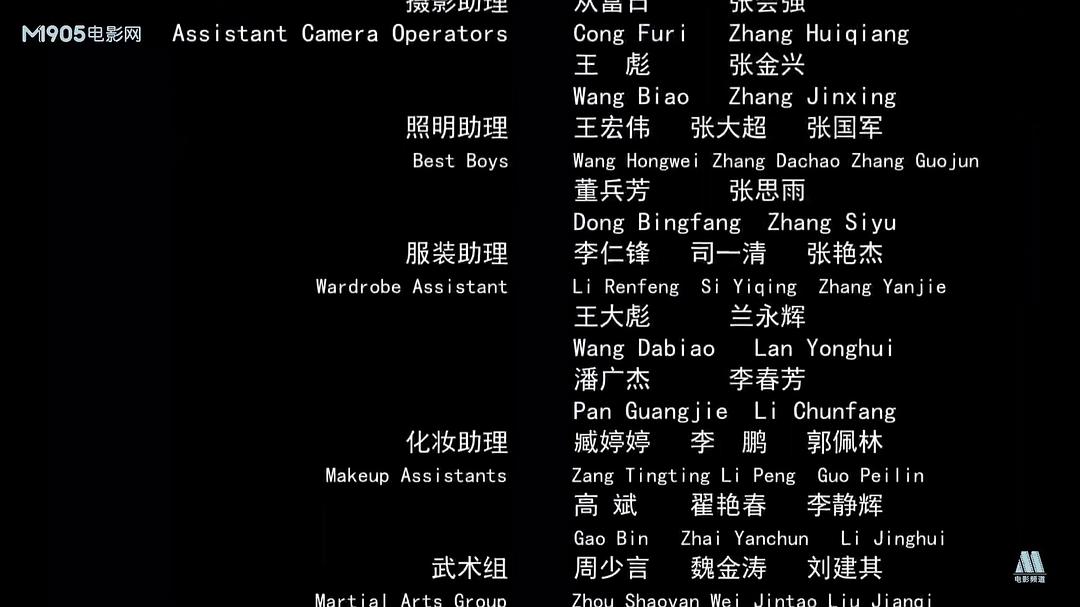 摄影助理 从富日 张会强
M1905电影网 Assistant Camera Operators Cong Furi Zhang Huiqiang
王 彪 张金兴
Wang Biao Zhang Jinxing
照明助理 王宏伟 张大超 张国军
Best Boys Wang Hongwei Zhang Dachao Zhang Guojun
董兵芳 张思雨
Dong Bingfang Zhang Siyu
服装助理 李仁锋 司一清 张艳杰
Wardrobe Assistant Li Renfeng Si Yiqing Zhang Yanjie
王大彪 兰永辉
Wang Dabiao Lan Yonghui
潘广杰 李春芳
Pan Guangjie Li Chunfang
化妆助理 臧婷婷 李 鹏 郭佩林
Makeup Assistants Zang Tingting Li Peng Guo Peilin
高 斌 翟艳春 李静辉
Gao Bin Zhai Yanchun Li Jinghui
武术组 周少言 魏金涛 刘建其
电影频道
Martial Arts Group Zhou Shaoyan Wei Jintao Liu Jianqi